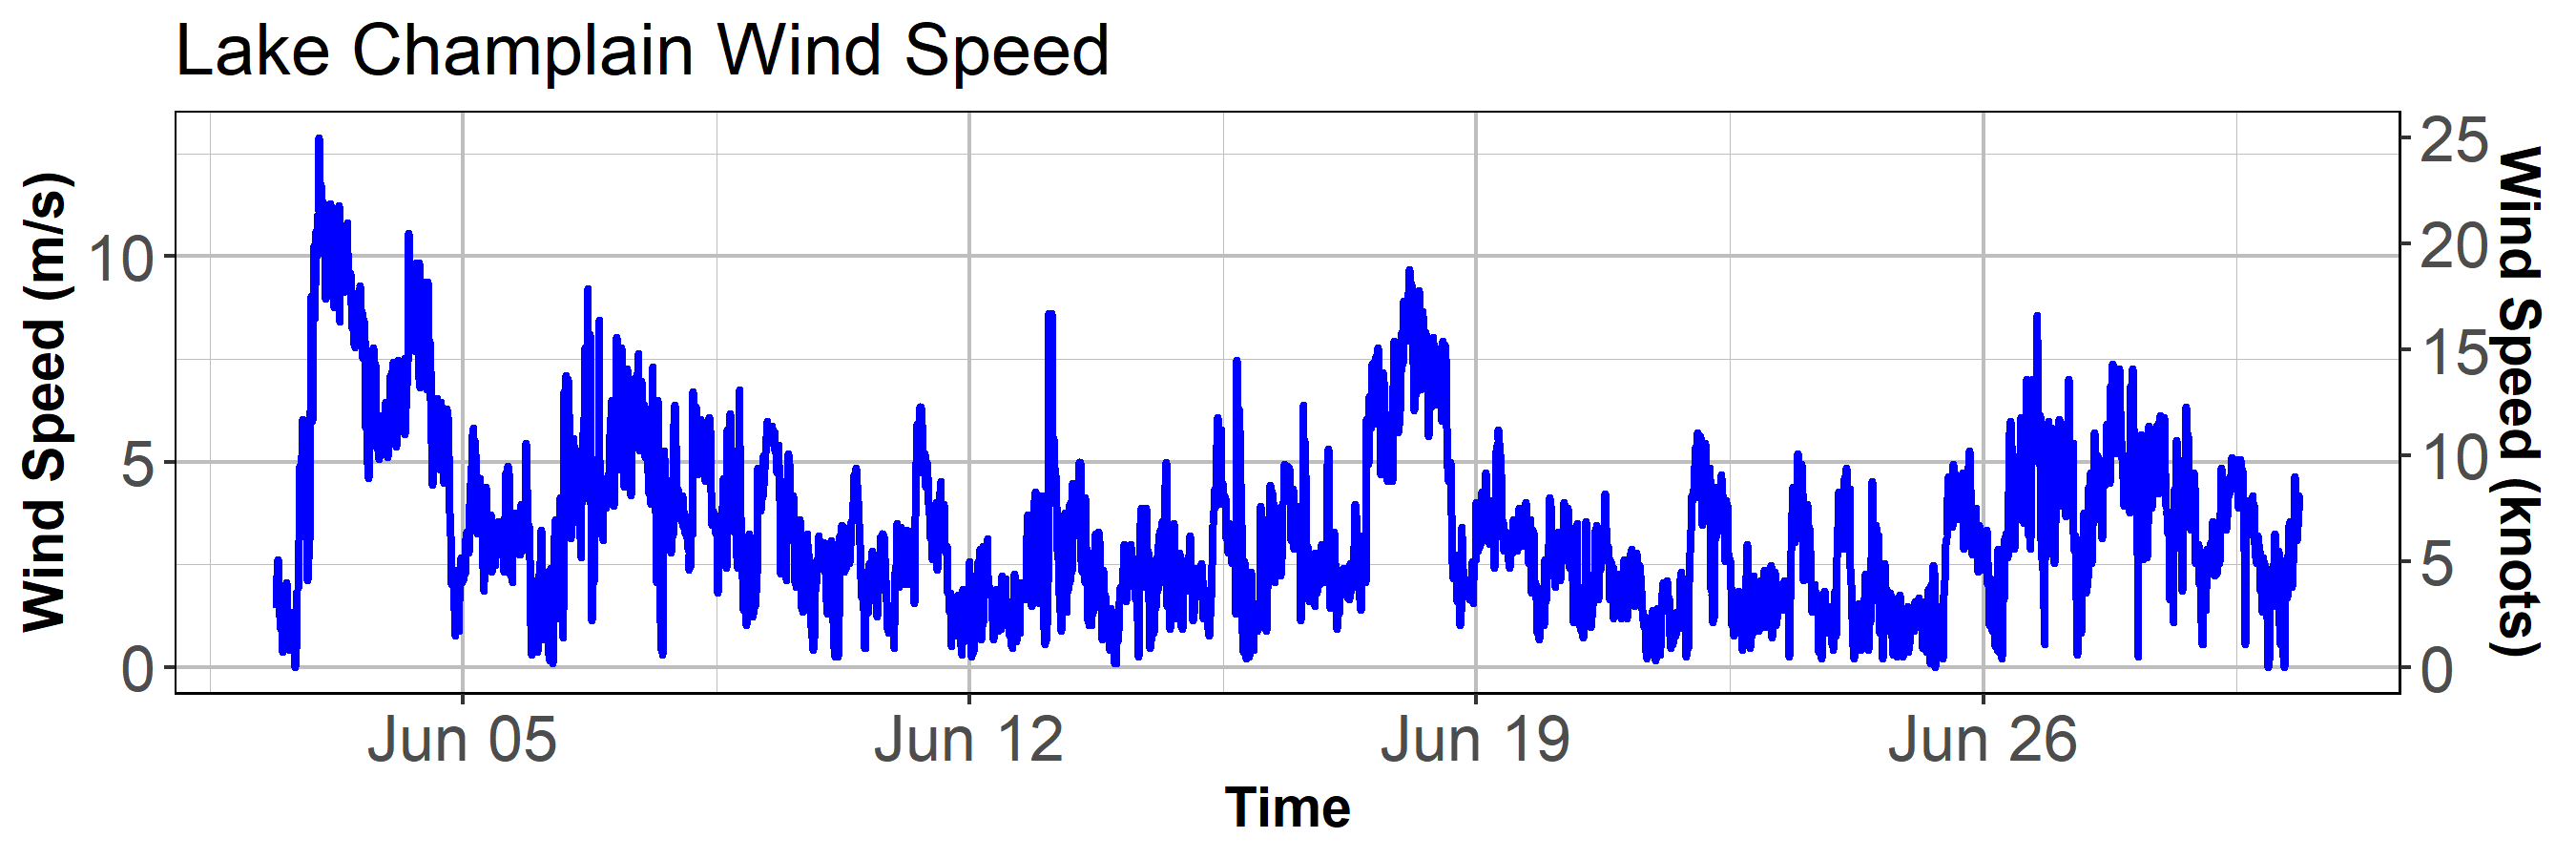 Lake Champlain Wind Speed
Wind Speed (m/s)
10
5
0
25
20
15
10
5
0
Wind Speed (knots)
Jun 05
Jun 12
Jun 19
Jun 26
Time